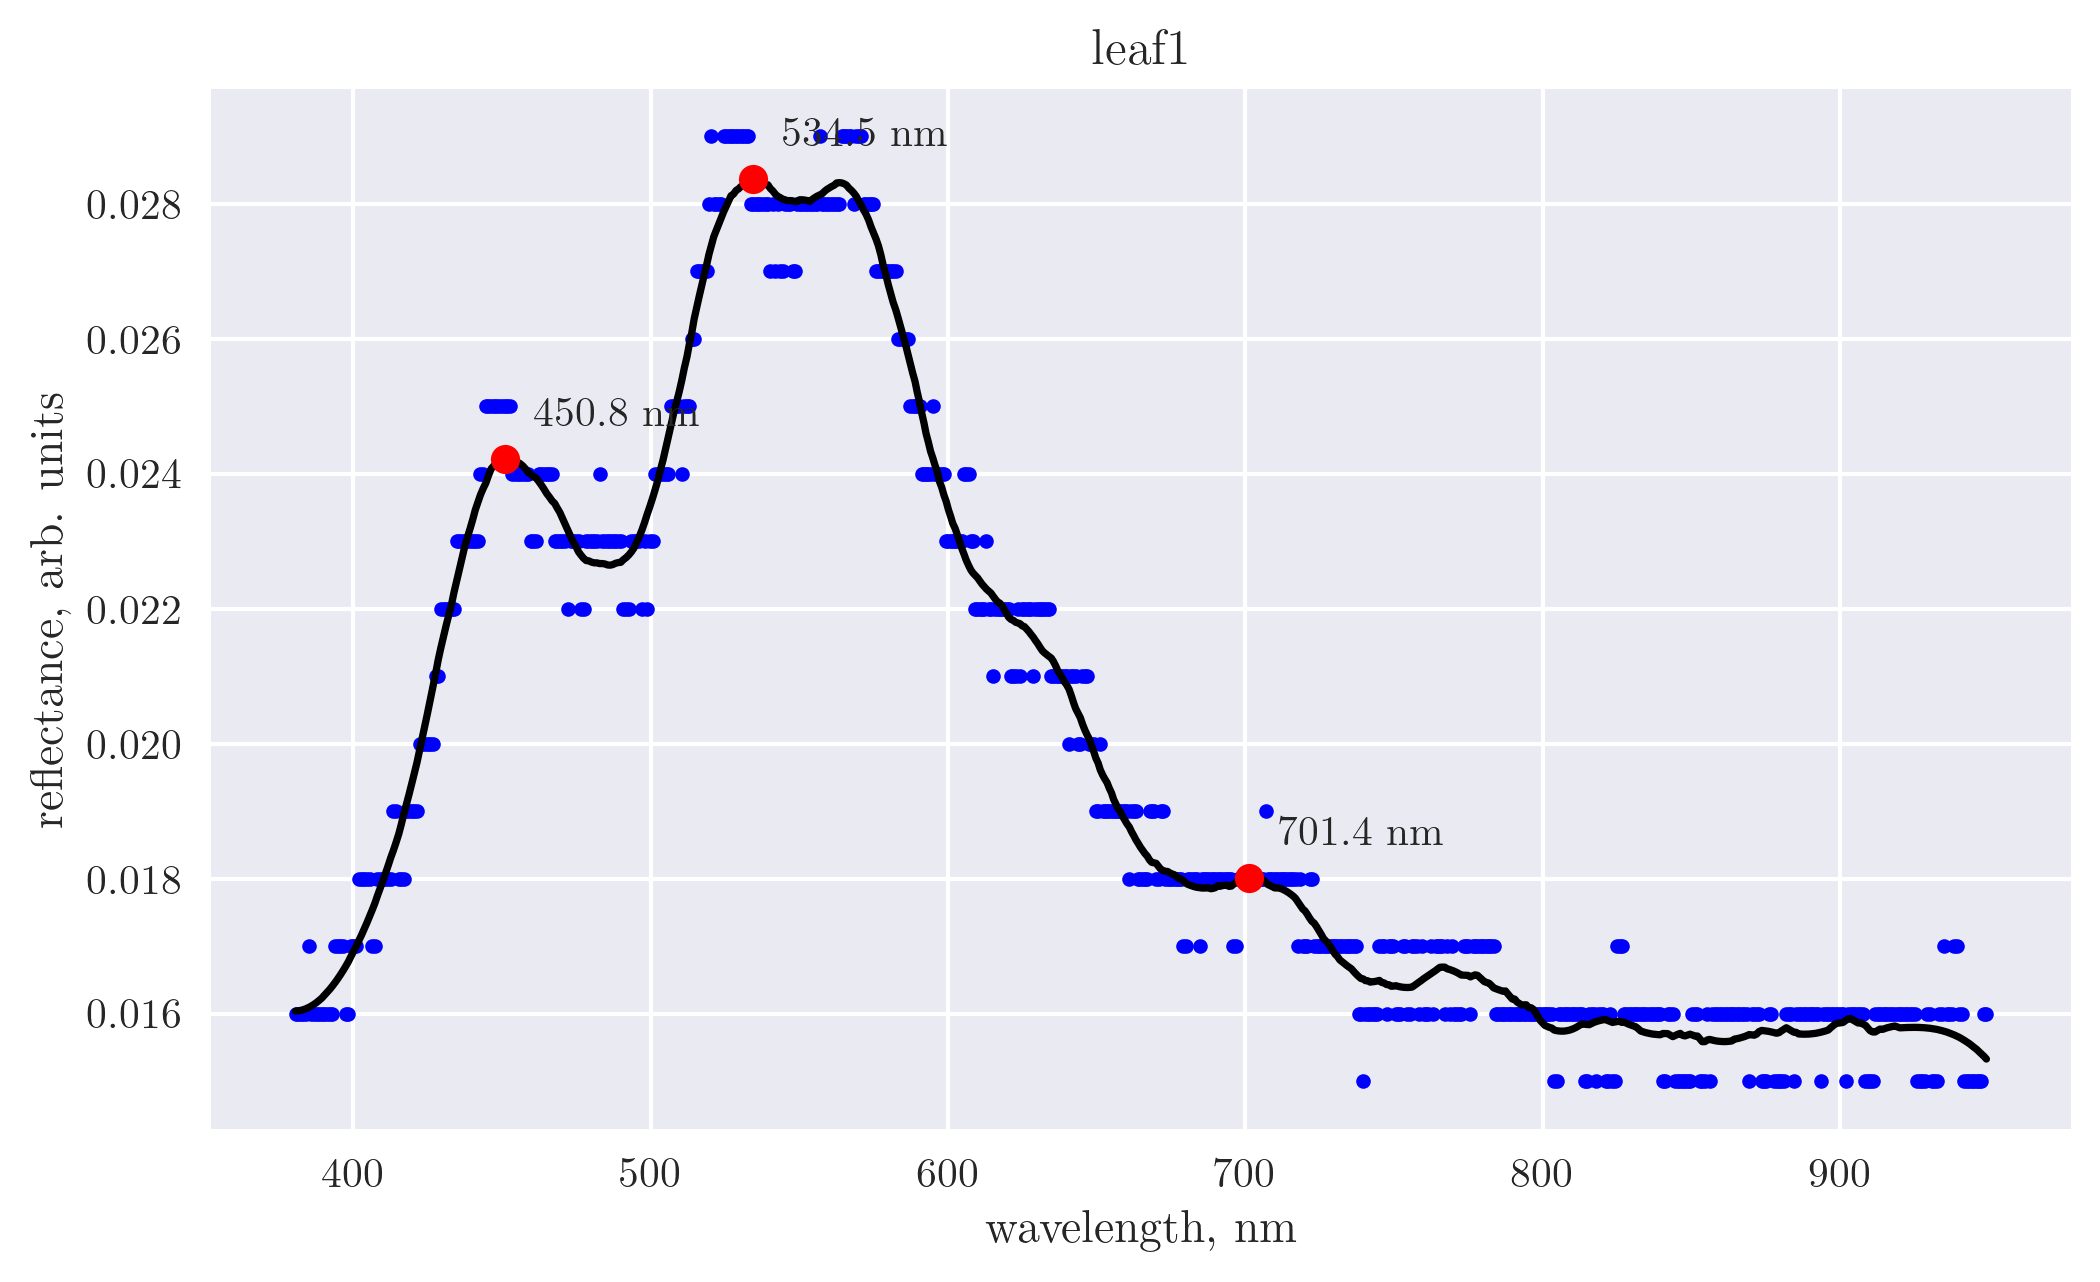 leaf1
534.5 nm
450.8 nm
701.4 nm
reflectance, arb. units
0.028
0.026
0.024
0.022
0.020
0.018
0.016
400 500 600 700 800 900
wavelength, nm